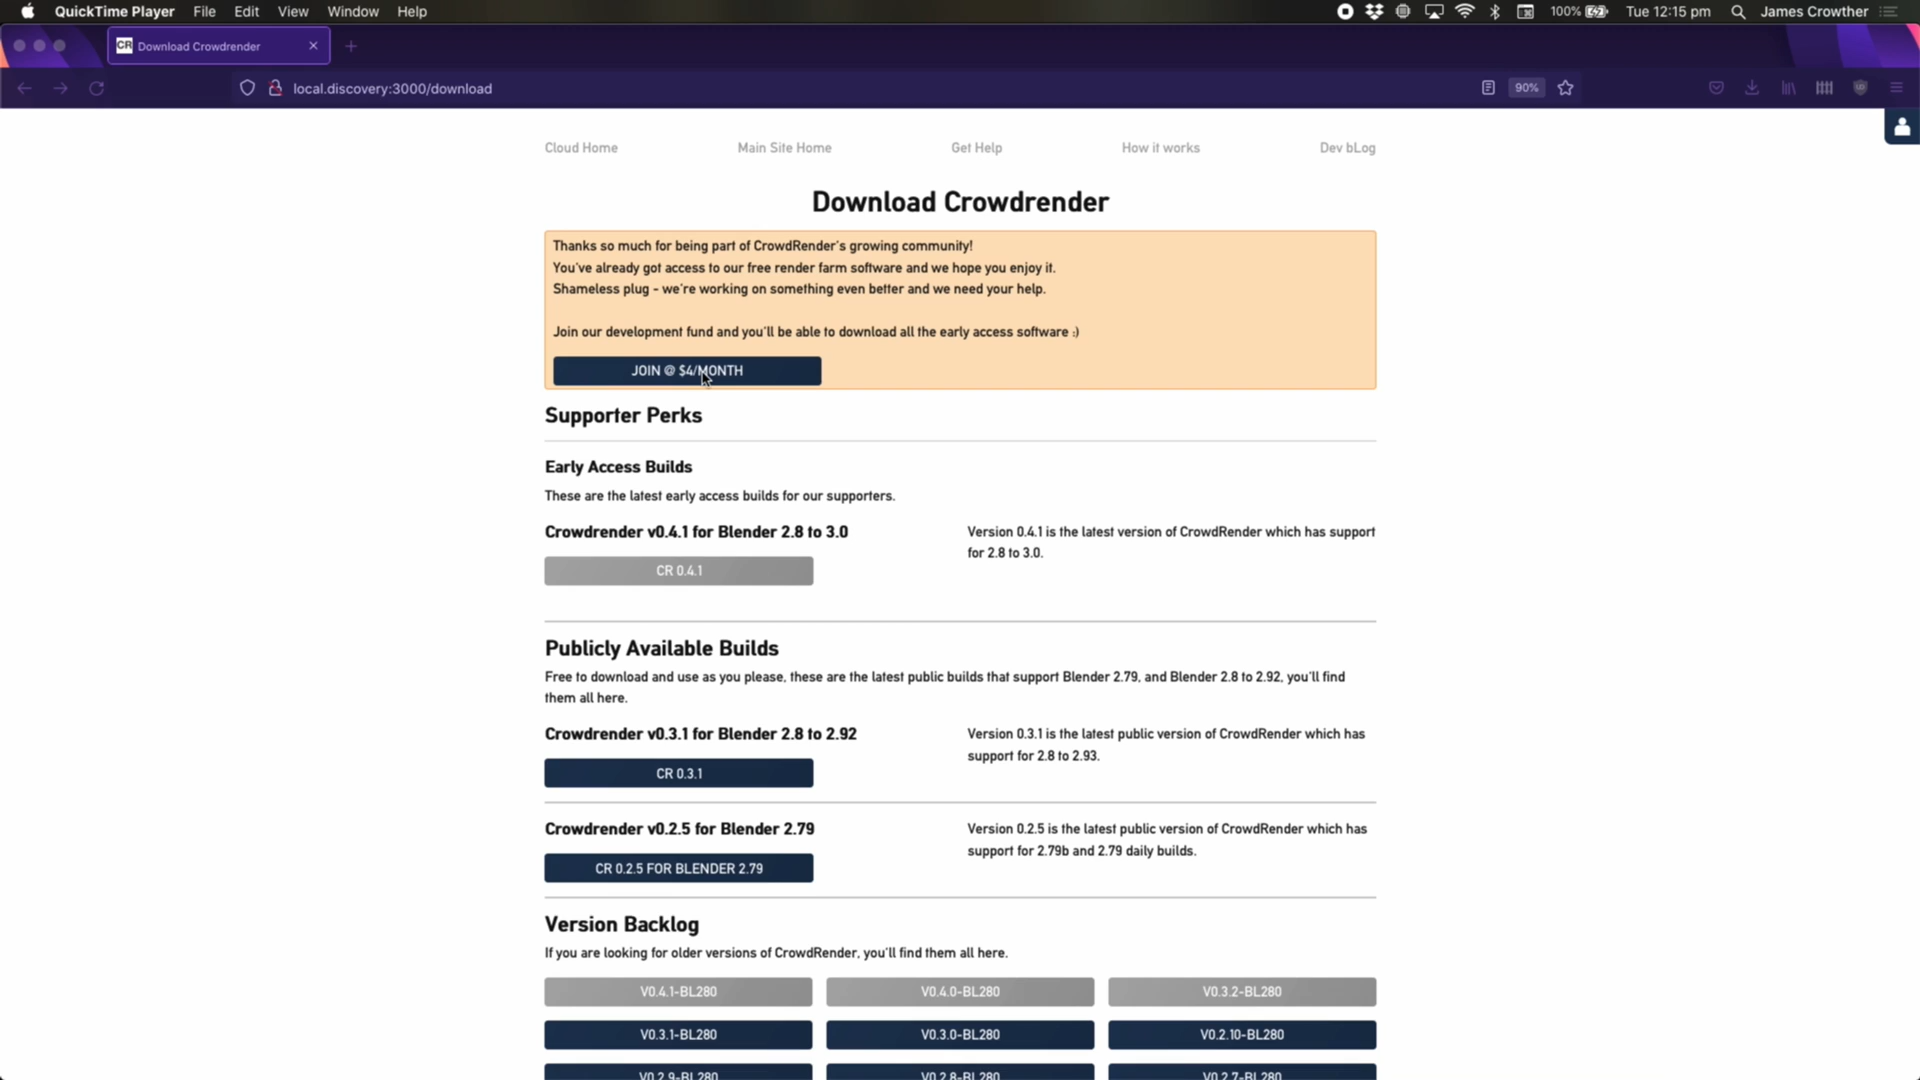 QuickTime Player File Edit View Window Help 100% Tue 12:15 pm James Crowther
CR Download Crowdrender
local.discovery:3000/download 90%
Cloud Home Main Site Home Get Help How it works Dev bLog
Download Crowdrender
Thanks so much for being part of CrowdRender's growing community!
You've already got access to our free render farm software and we hope you enjoy it.
Shameless plug - we're working on something even better and we need your help.
Join our development fund and you'll be able to download all the early access software :)
JOIN @ $4/MONTH
Supporter Perks
Early Access Builds
These are the latest early access builds for our supporters.
Crowdrender v0.4.1 for Blender 2.8 to 3.0
CR 0.4.1
Version 0.4.1 is the latest version of CrowdRender which has support
for 2.8 to 3.0.
Publicly Available Builds
Free to download and use as you please, these are the latest public builds that support Blender 2.79, and Blender 2.8 to 2.92, you'll find
them all here.
Crowdrender v0.3.1 for Blender 2.8 to 2.92
CR 0.3.1
Version 0.3.1 is the latest public version of CrowdRender which has
support for 2.8 to 2.93.
Crowdrender v0.2.5 for Blender 2.79
CR 0.2.5 FOR BLENDER 2.79
Version 0.2.5 is the latest public version of CrowdRender which has
support for 2.79b and 2.79 daily builds.
Version Backlog
If you are looking for older versions of CrowdRender, you'll find them all here.
V0.4.1-BL280 V0.4.0-BL280 V0.3.2-BL280
V0.3.1-BL280 V0.3.0-BL280 V0.2.10-BL280
V0.2.9-BL280 V0.2.8-BL280 V0.2.7-BL280